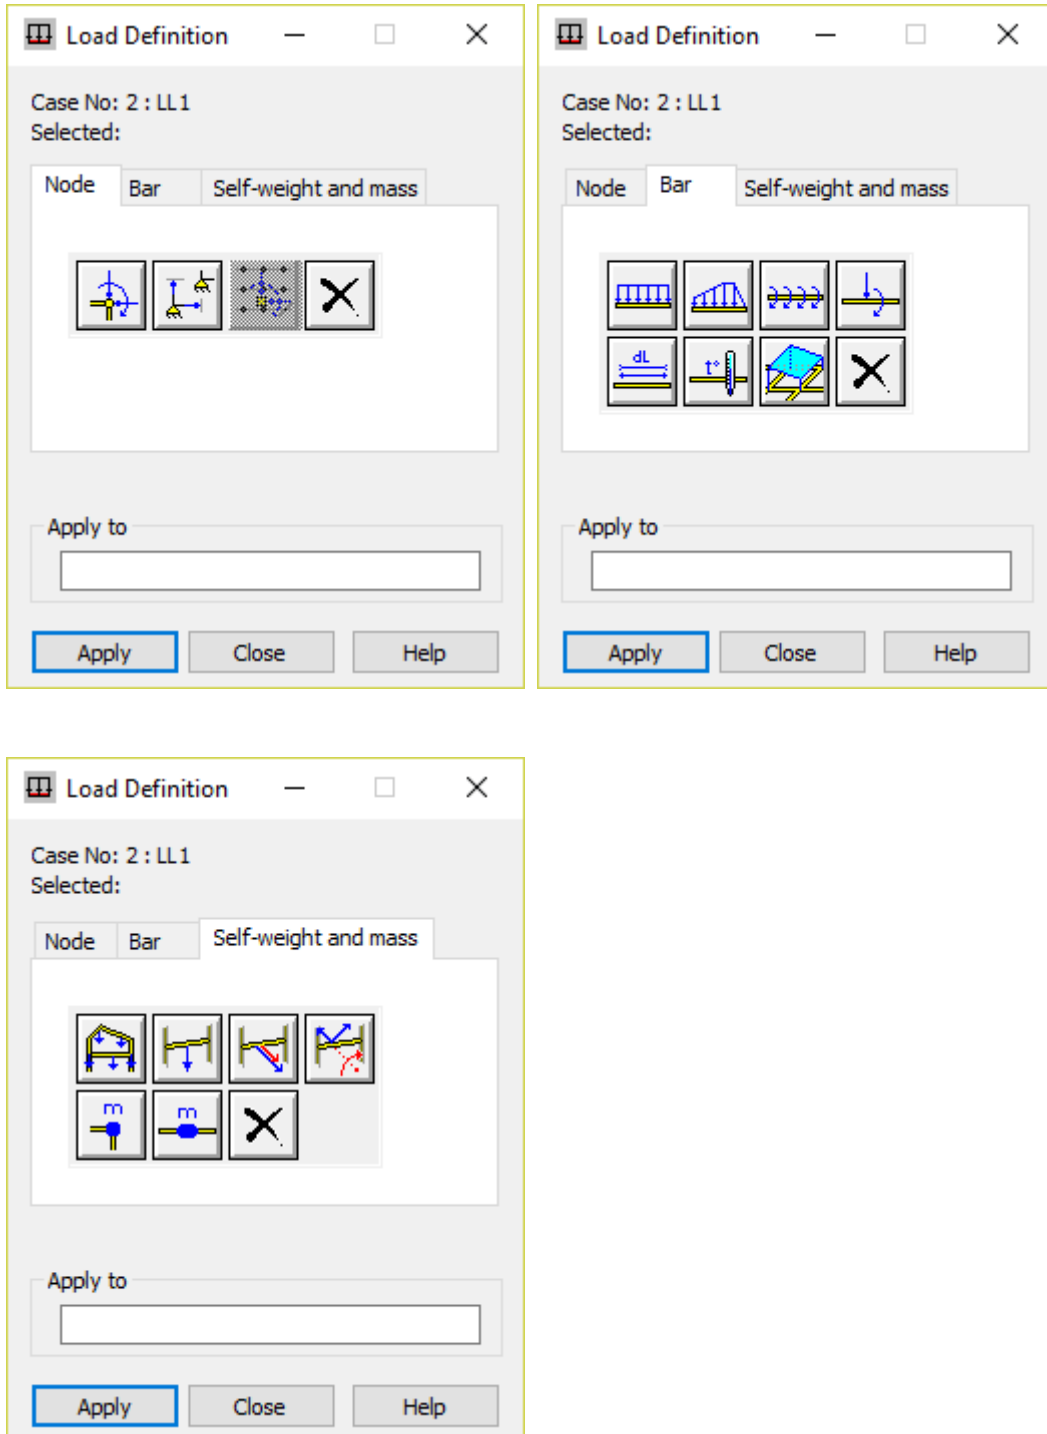 Load Definition
Case No: 2 : LL1
Selected:
Node Bar Self-weight and mass
Apply to
Apply Close Help
Load Definition
Case No: 2 : LL1
Selected:
Node Bar Self-weight and mass
dL
t°
Apply to
Apply Close Help
Load Definition
Case No: 2 : LL1
Selected:
Node Bar Self-weight and mass
m m
Apply to
Apply Close Help